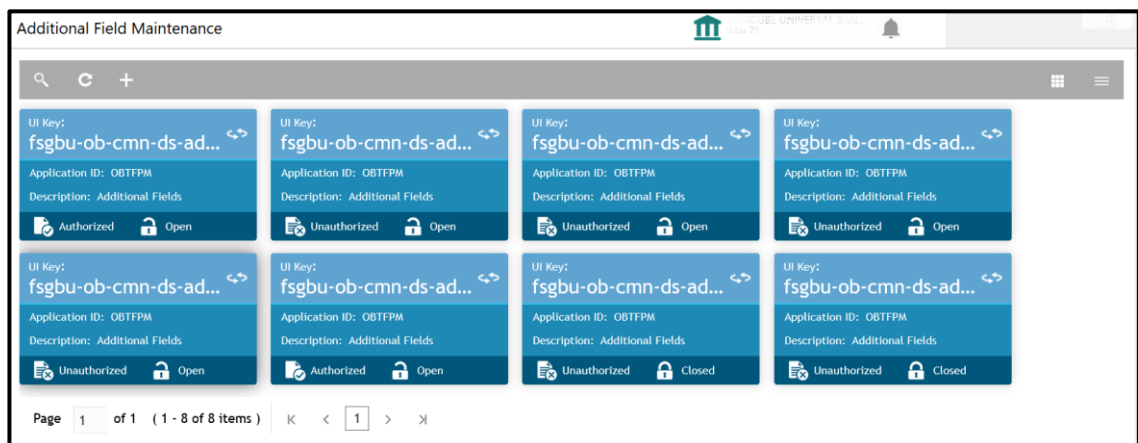 Additional Field Maintenance
UI Key:
fsgbu-ob-cmn-ds-ad...
Application ID: OBTFPM
Description: Additional Fields
Authorized Open
UI Key:
fsgbu-ob-cmn-ds-ad...
Application ID: OBTFPM
Description: Additional Fields
Unauthorized Open
UI Key:
fsgbu-ob-cmn-ds-ad...
Application ID: OBTFPM
Description: Additional Fields
Unauthorized Open
UI Key:
fsgbu-ob-cmn-ds-ad...
Application ID: OBTFPM
Description: Additional Fields
Unauthorized Open
UI Key:
fsgbu-ob-cmn-ds-ad...
Application ID: OBTFPM
Description: Additional Fields
Unauthorized Open
UI Key:
fsgbu-ob-cmn-ds-ad...
Application ID: OBTFPM
Description: Additional Fields
Authorized Open
UI Key:
fsgbu-ob-cmn-ds-ad...
Application ID: OBTFPM
Description: Additional Fields
Unauthorized Closed
UI Key:
fsgbu-ob-cmn-ds-ad...
Application ID: OBTFPM
Description: Additional Fields
Unauthorized Closed
Page 1 of 1 ( 1 - 8 of 8 items ) 1